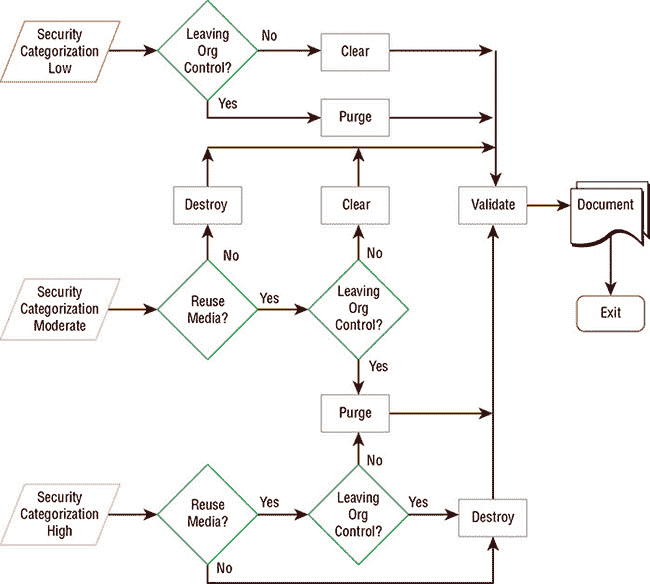 Security
Categorization
Low
Leaving
Org
Control?
No
Clear
Yes
Purge
Destroy
Clear
Validate
Document
No
No
Security
Categorization
Moderate
Reuse
Media?
Yes
Leaving
Org
Control?
Exit
Yes
Purge
No
Security
Categorization
High
Reuse
Media?
Yes
Leaving
Org
Control?
Yes
Destroy
No